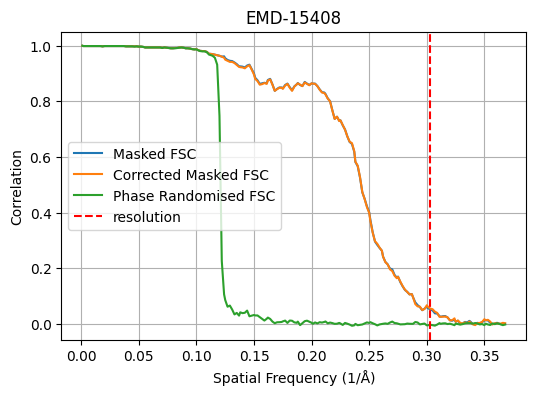 EMD-15408
1.0
0.8
0.6
0.4
0.2
0.0
Correlation
Masked FSC
Corrected Masked FSC
Phase Randomised FSC
resolution
0.00 0.05 0.10 0.15 0.20 0.25 0.30 0.35
Spatial Frequency (1/Å)